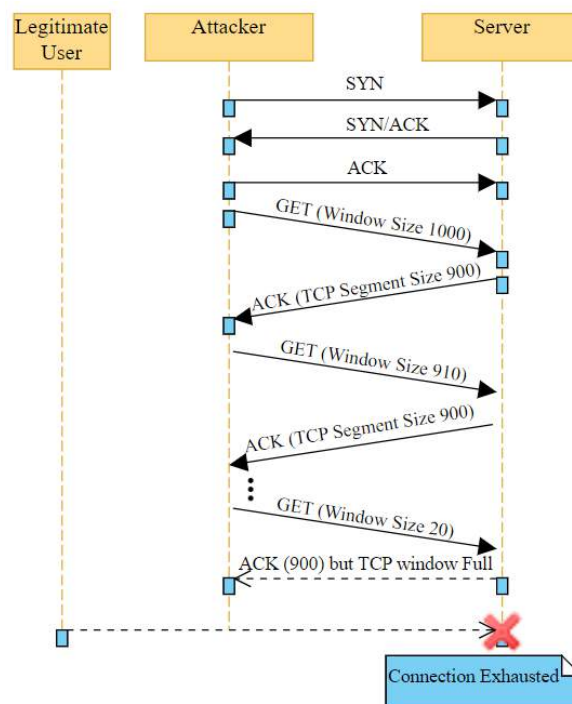 Legitimate
User
Attacker
Server
SYN
SYN/ACK
ACK
GET (Window Size 1000)
ACK (TCP Segment Size 900)
GET (Window Size 910)
ACK (TCP Segment Size 900)
GET (Window Size 20)
ACK (900) but TCP window Full
Connection Exhausted